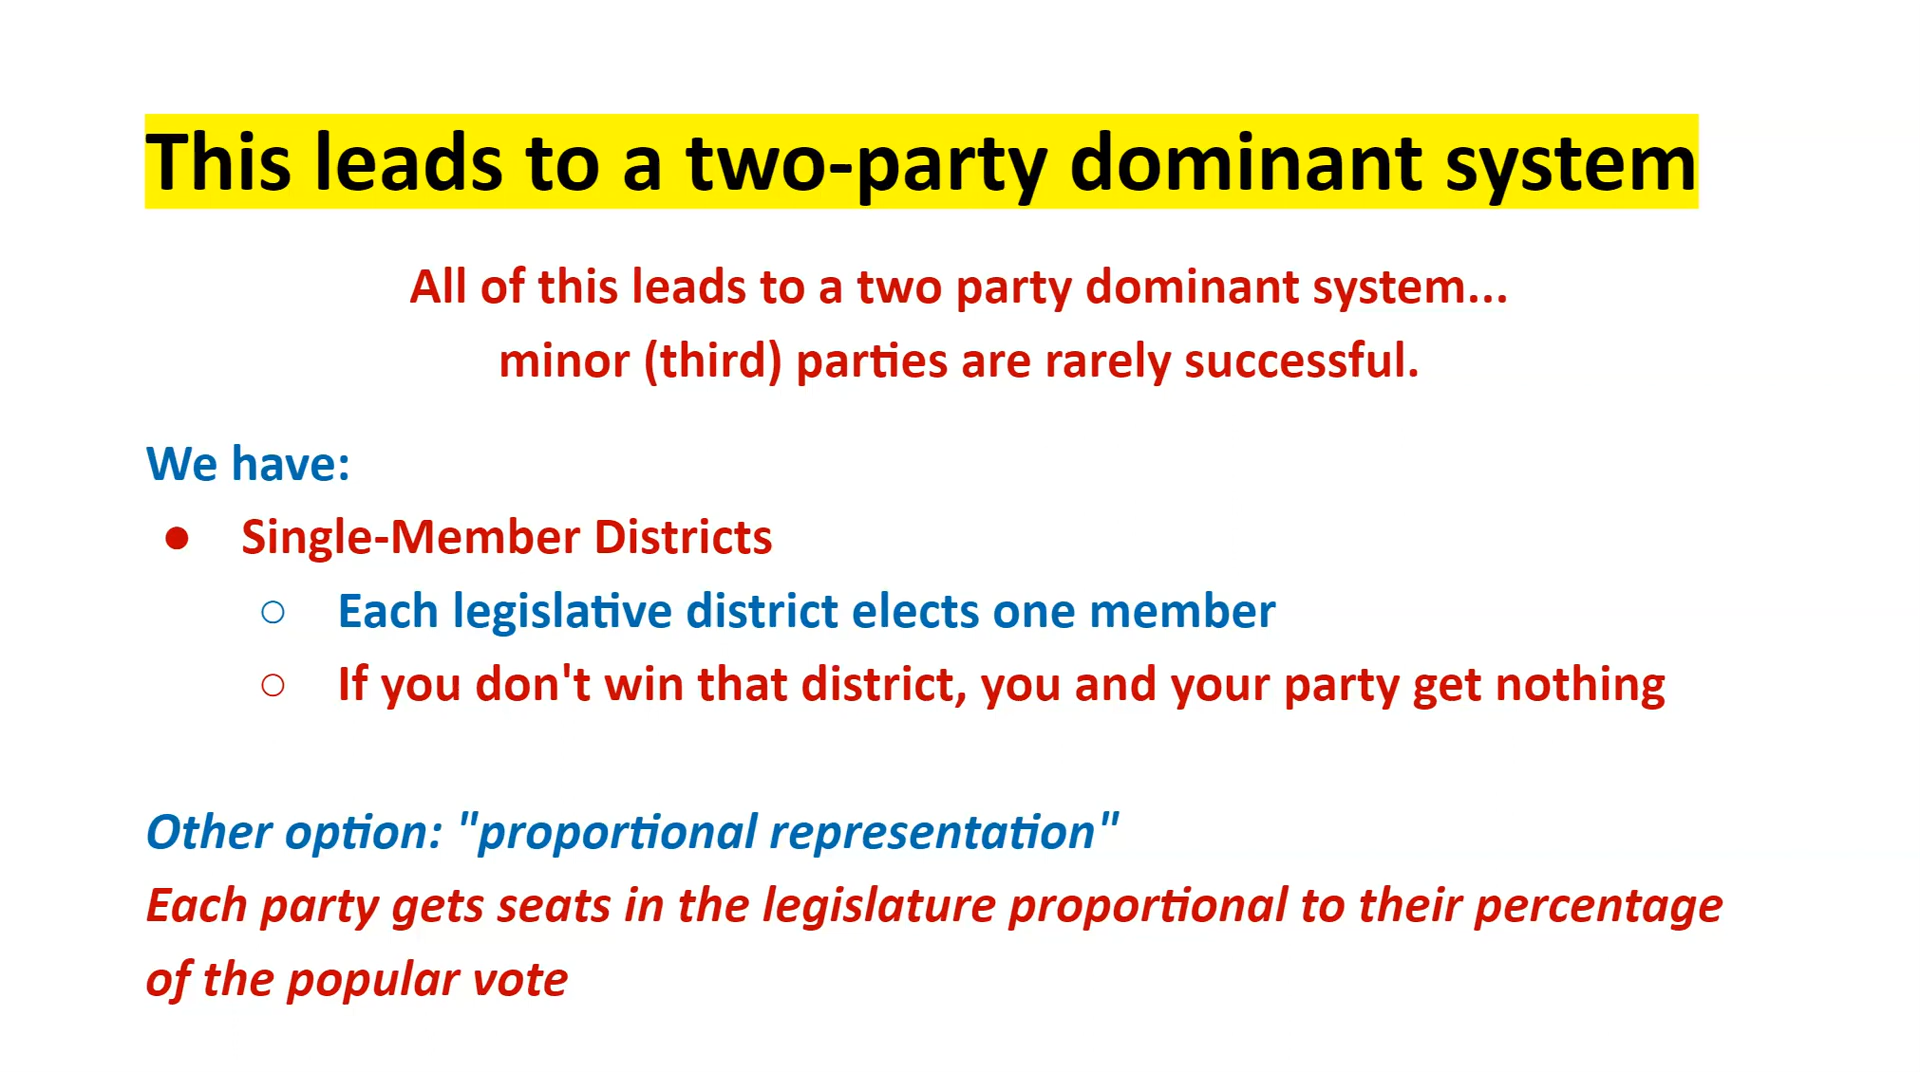 This leads to a two-party dominant system
All of this leads to a two party dominant system...
minor (third) parties are rarely successful.
We have:
● Single-Member Districts
○ Each legislative district elects one member
○ If you don't win that district, you and your party get nothing
Other option: "proportional representation"
Each party gets seats in the legislature proportional to their percentage
of the popular vote